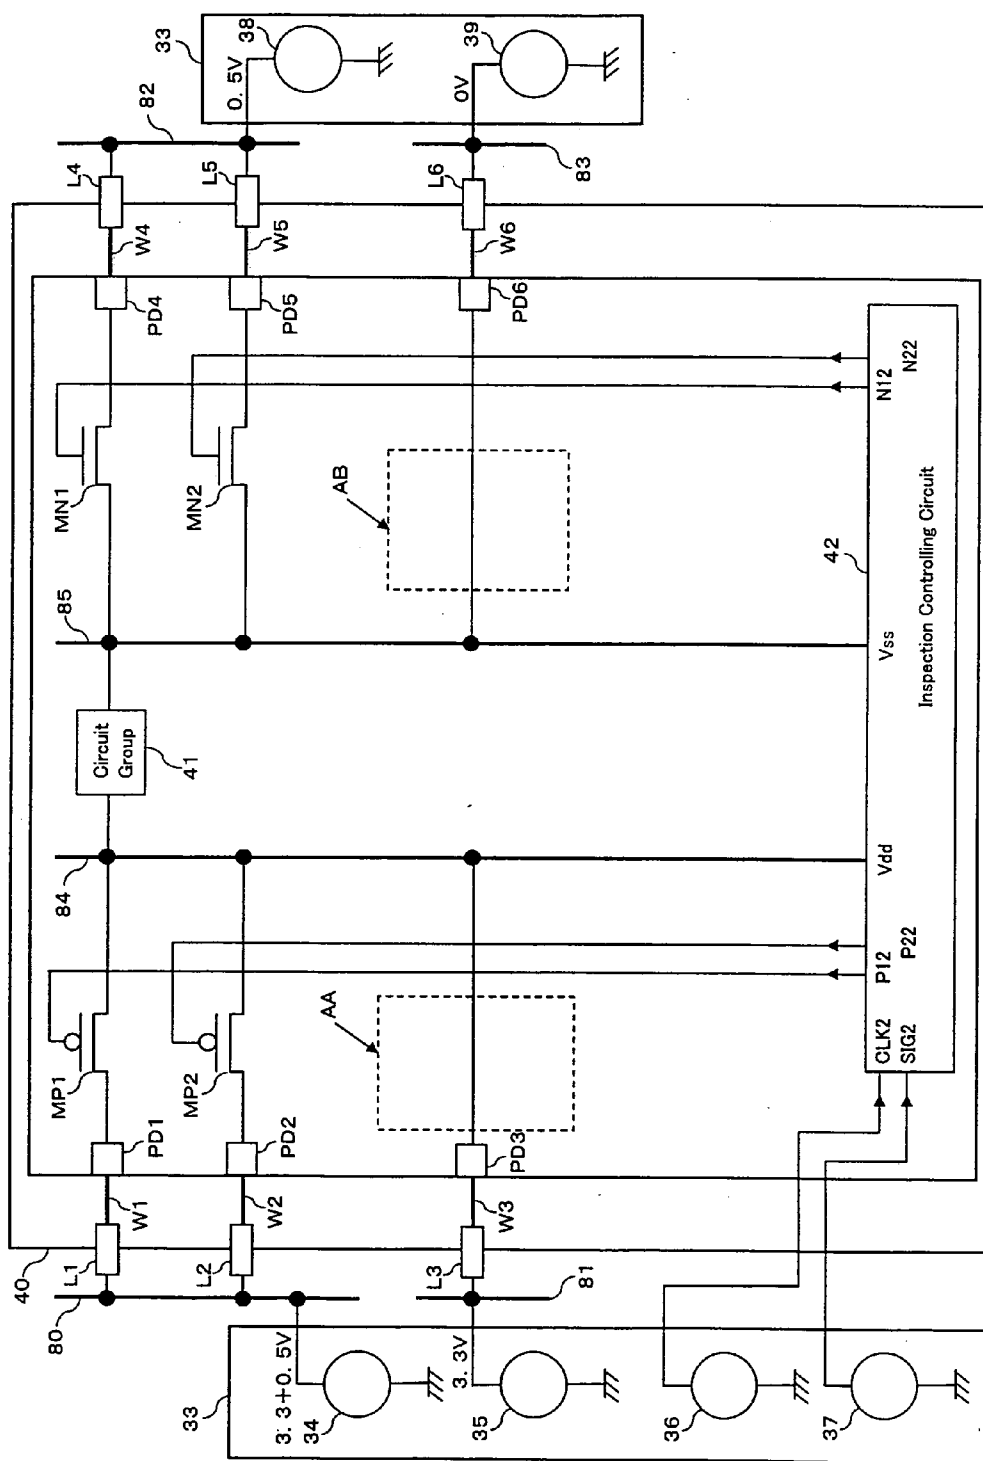 33
38
0. 5V
39
0V
82
83
L4
L5
L6
W4
W5
W6
PD4
PD5
PD6
MN1
MN2
AB
N12
N22
85
Vss
42
Inspection Controlling Circuit
Circuit
Group
41
84
Vdd
P12
P22
AA
MP1
MP2
CLK2
SIG2
PD1
PD2
PD3
W1
W2
W3
40
L1
L2
L3
80
81
33
3. 3+0. 5V
34
3. 3V
35
36
37